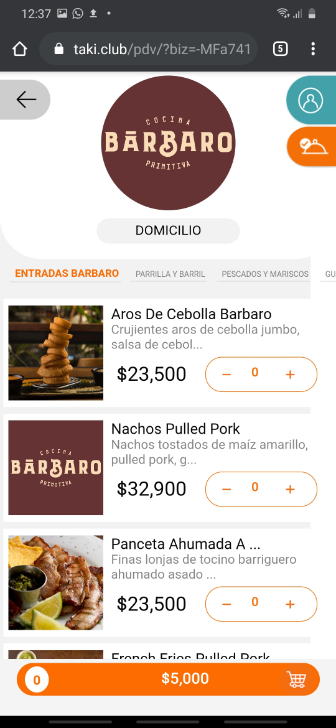 12:37
taki.club/pdv/?biz=-MFa741
5
COCINA
BĀRBARO
PRIMITIVA
DOMICILIO
ENTRADAS BARBARO PARRILLA Y BARRIL PESCADOS Y MARISCOS GU
Aros De Cebolla Barbaro
Crujientes aros de cebolla jumbo,
salsa de cebol...
$23,500 − 0 +
COCINA
BĀRBARO
PRIMITIVA
Nachos Pulled Pork
Nachos tostados de maíz amarillo,
pulled pork, g...
$32,900 − 0 +
Panceta Ahumada A ...
Finas lonjas de tocino barriguero
ahumado asado ...
$23,500 − 0 +
French Fries Pulled Pork
0 $5,000